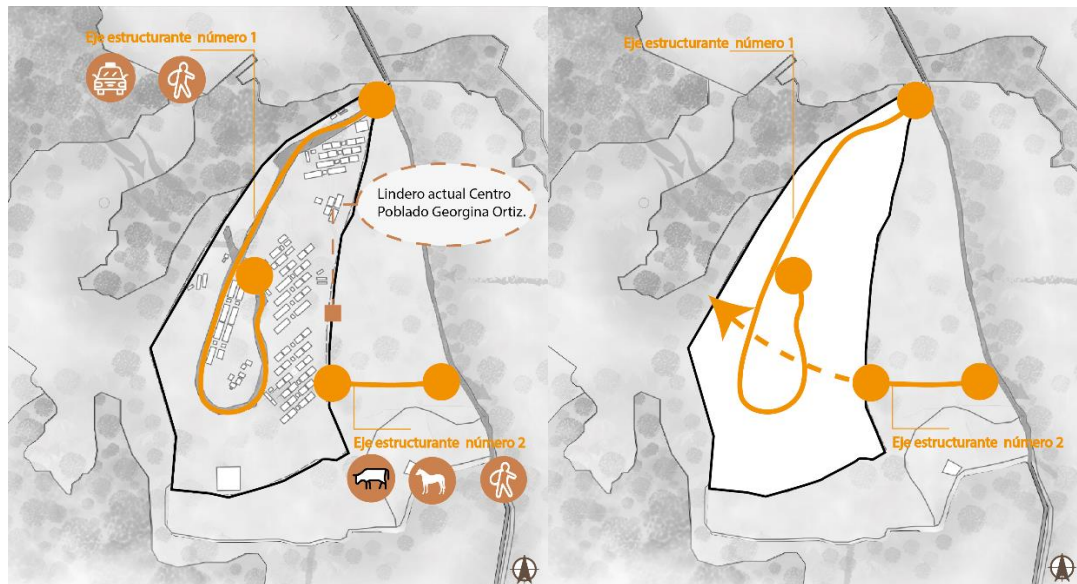 Eje estructurante número 1
Lindero actual Centro
Poblado Georgina Ortiz.
Eje estructurante número 2
Eje estructurante número 1
Eje estructurante número 2